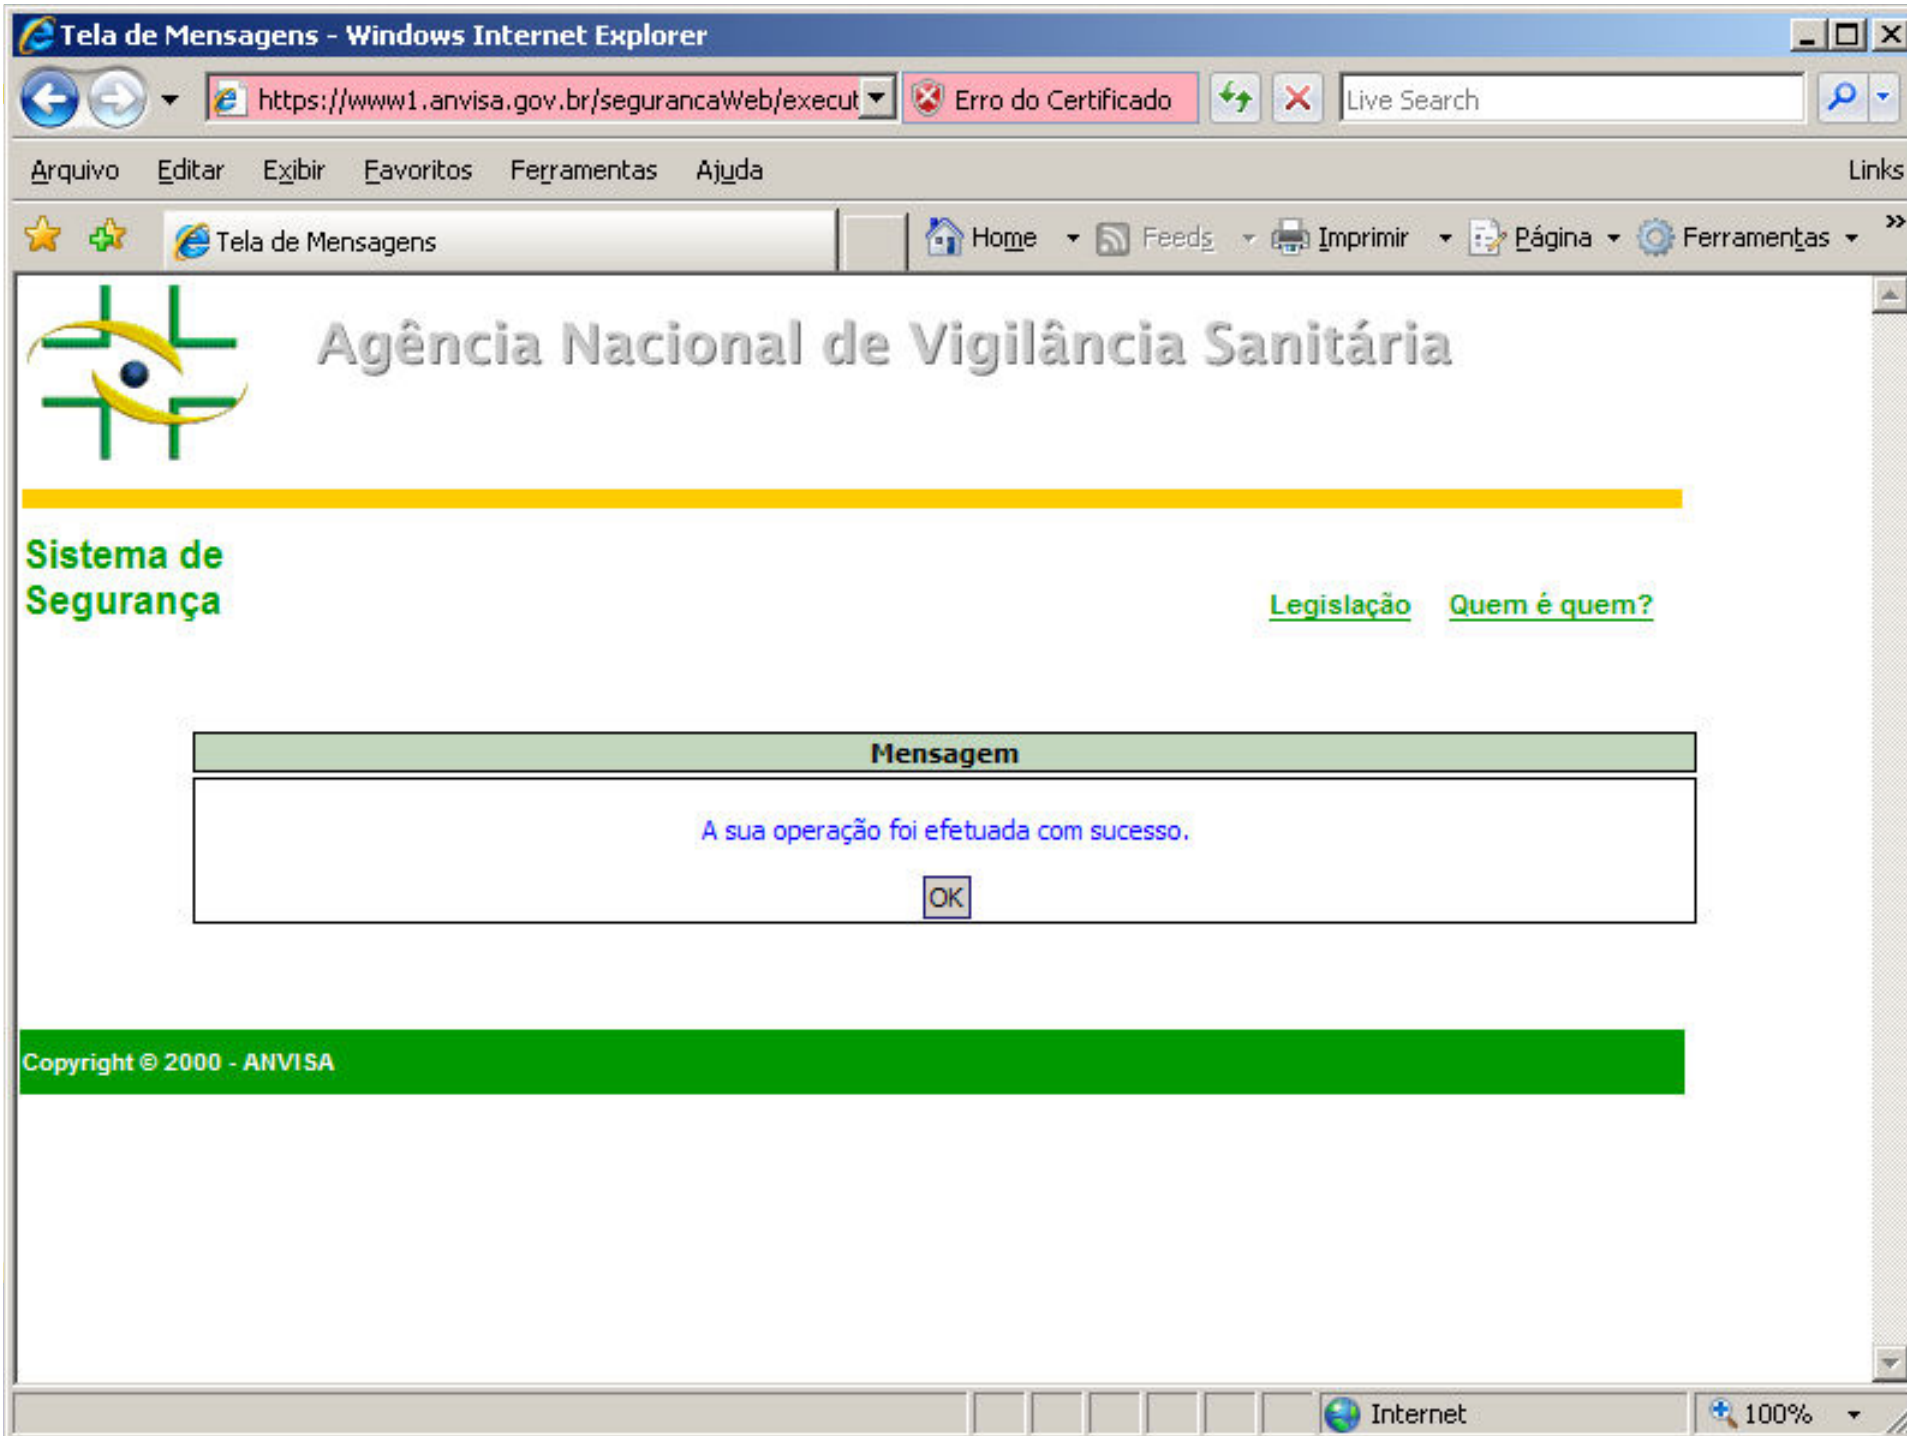 Tela de Mensagens - Windows Internet Explorer
https://www1.anvisa.gov.br/segurancaWeb/execut
Erro do Certificado
Live Search
Arquivo Editar Exibir Favoritos Ferramentas Ajuda Links
Tela de Mensagens
Home Feeds Imprimir Página Ferramentas »
Agência Nacional de Vigilância Sanitária
Sistema de
Segurança
Legislação Quem é quem?
Mensagem
A sua operação foi efetuada com sucesso.
OK
Copyright © 2000 - ANVISA
Internet 100%